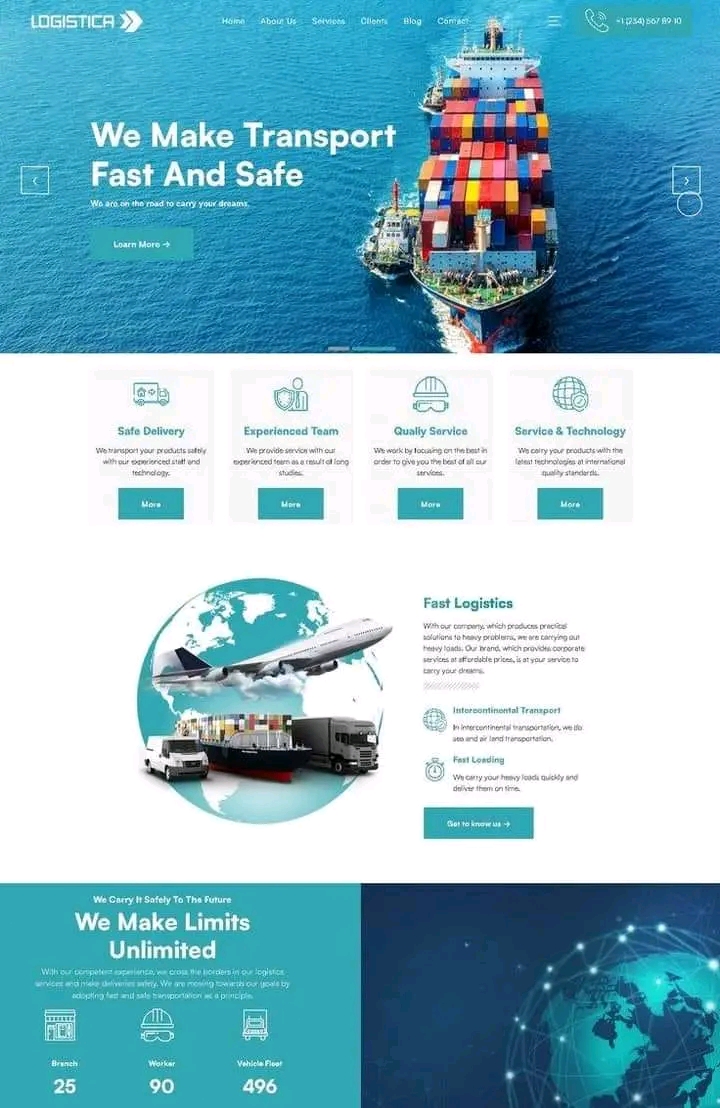 LOGISTICA
Home About Us Services Clients Blog Contact
+1 (234) 567 89 10
We Make Transport
Fast And Safe
We are on the road to carry your dreams.
Learn More →
Safe Delivery
We transport your products safely
with our experienced staff and
technology.
More
Experienced Team
We provide service with our
experienced team as a result of long
studies.
More
Qualiy Service
We work by focusing on the best in
order to give you the best of all our
services.
More
Service & Technology
We carry your products with the
latest technologies at international
quality standards.
More
Fast Logistics
With our company, which produces practical
solutions to heavy problems, we are carrying out
heavy loads. Our brand, which provides corporate
services at affordable prices, is at your service to
carry your dreams.
Intercontinental Transport
In intercontinental transportation, we do
sea and air land transportation.
Fast Loading
We carry your heavy loads quickly and
deliver them on time.
Get to know us →
We Carry It Safely To The Future
We Make Limits
Unlimited
With our competent experience, we cross the borders in our logistics
services and make deliveries safely. We are moving towards our goals by
adopting fast and safe transportation as a principle.
Branch
25
Worker
90
Vehicle Fleet
496